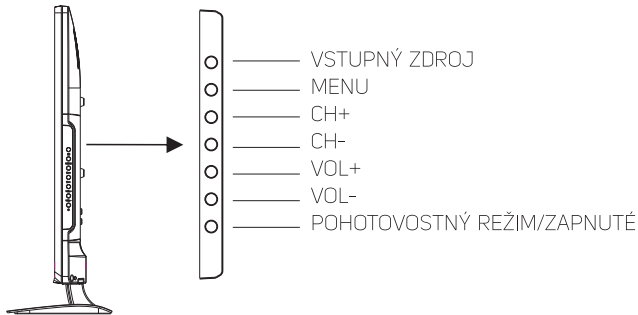 VSTUPNÝ ZDROJ
MENU
CH+
CH-
VOL+
VOL-
POHOTOVOSTNÝ REŽIM/ZAPNUTÉ